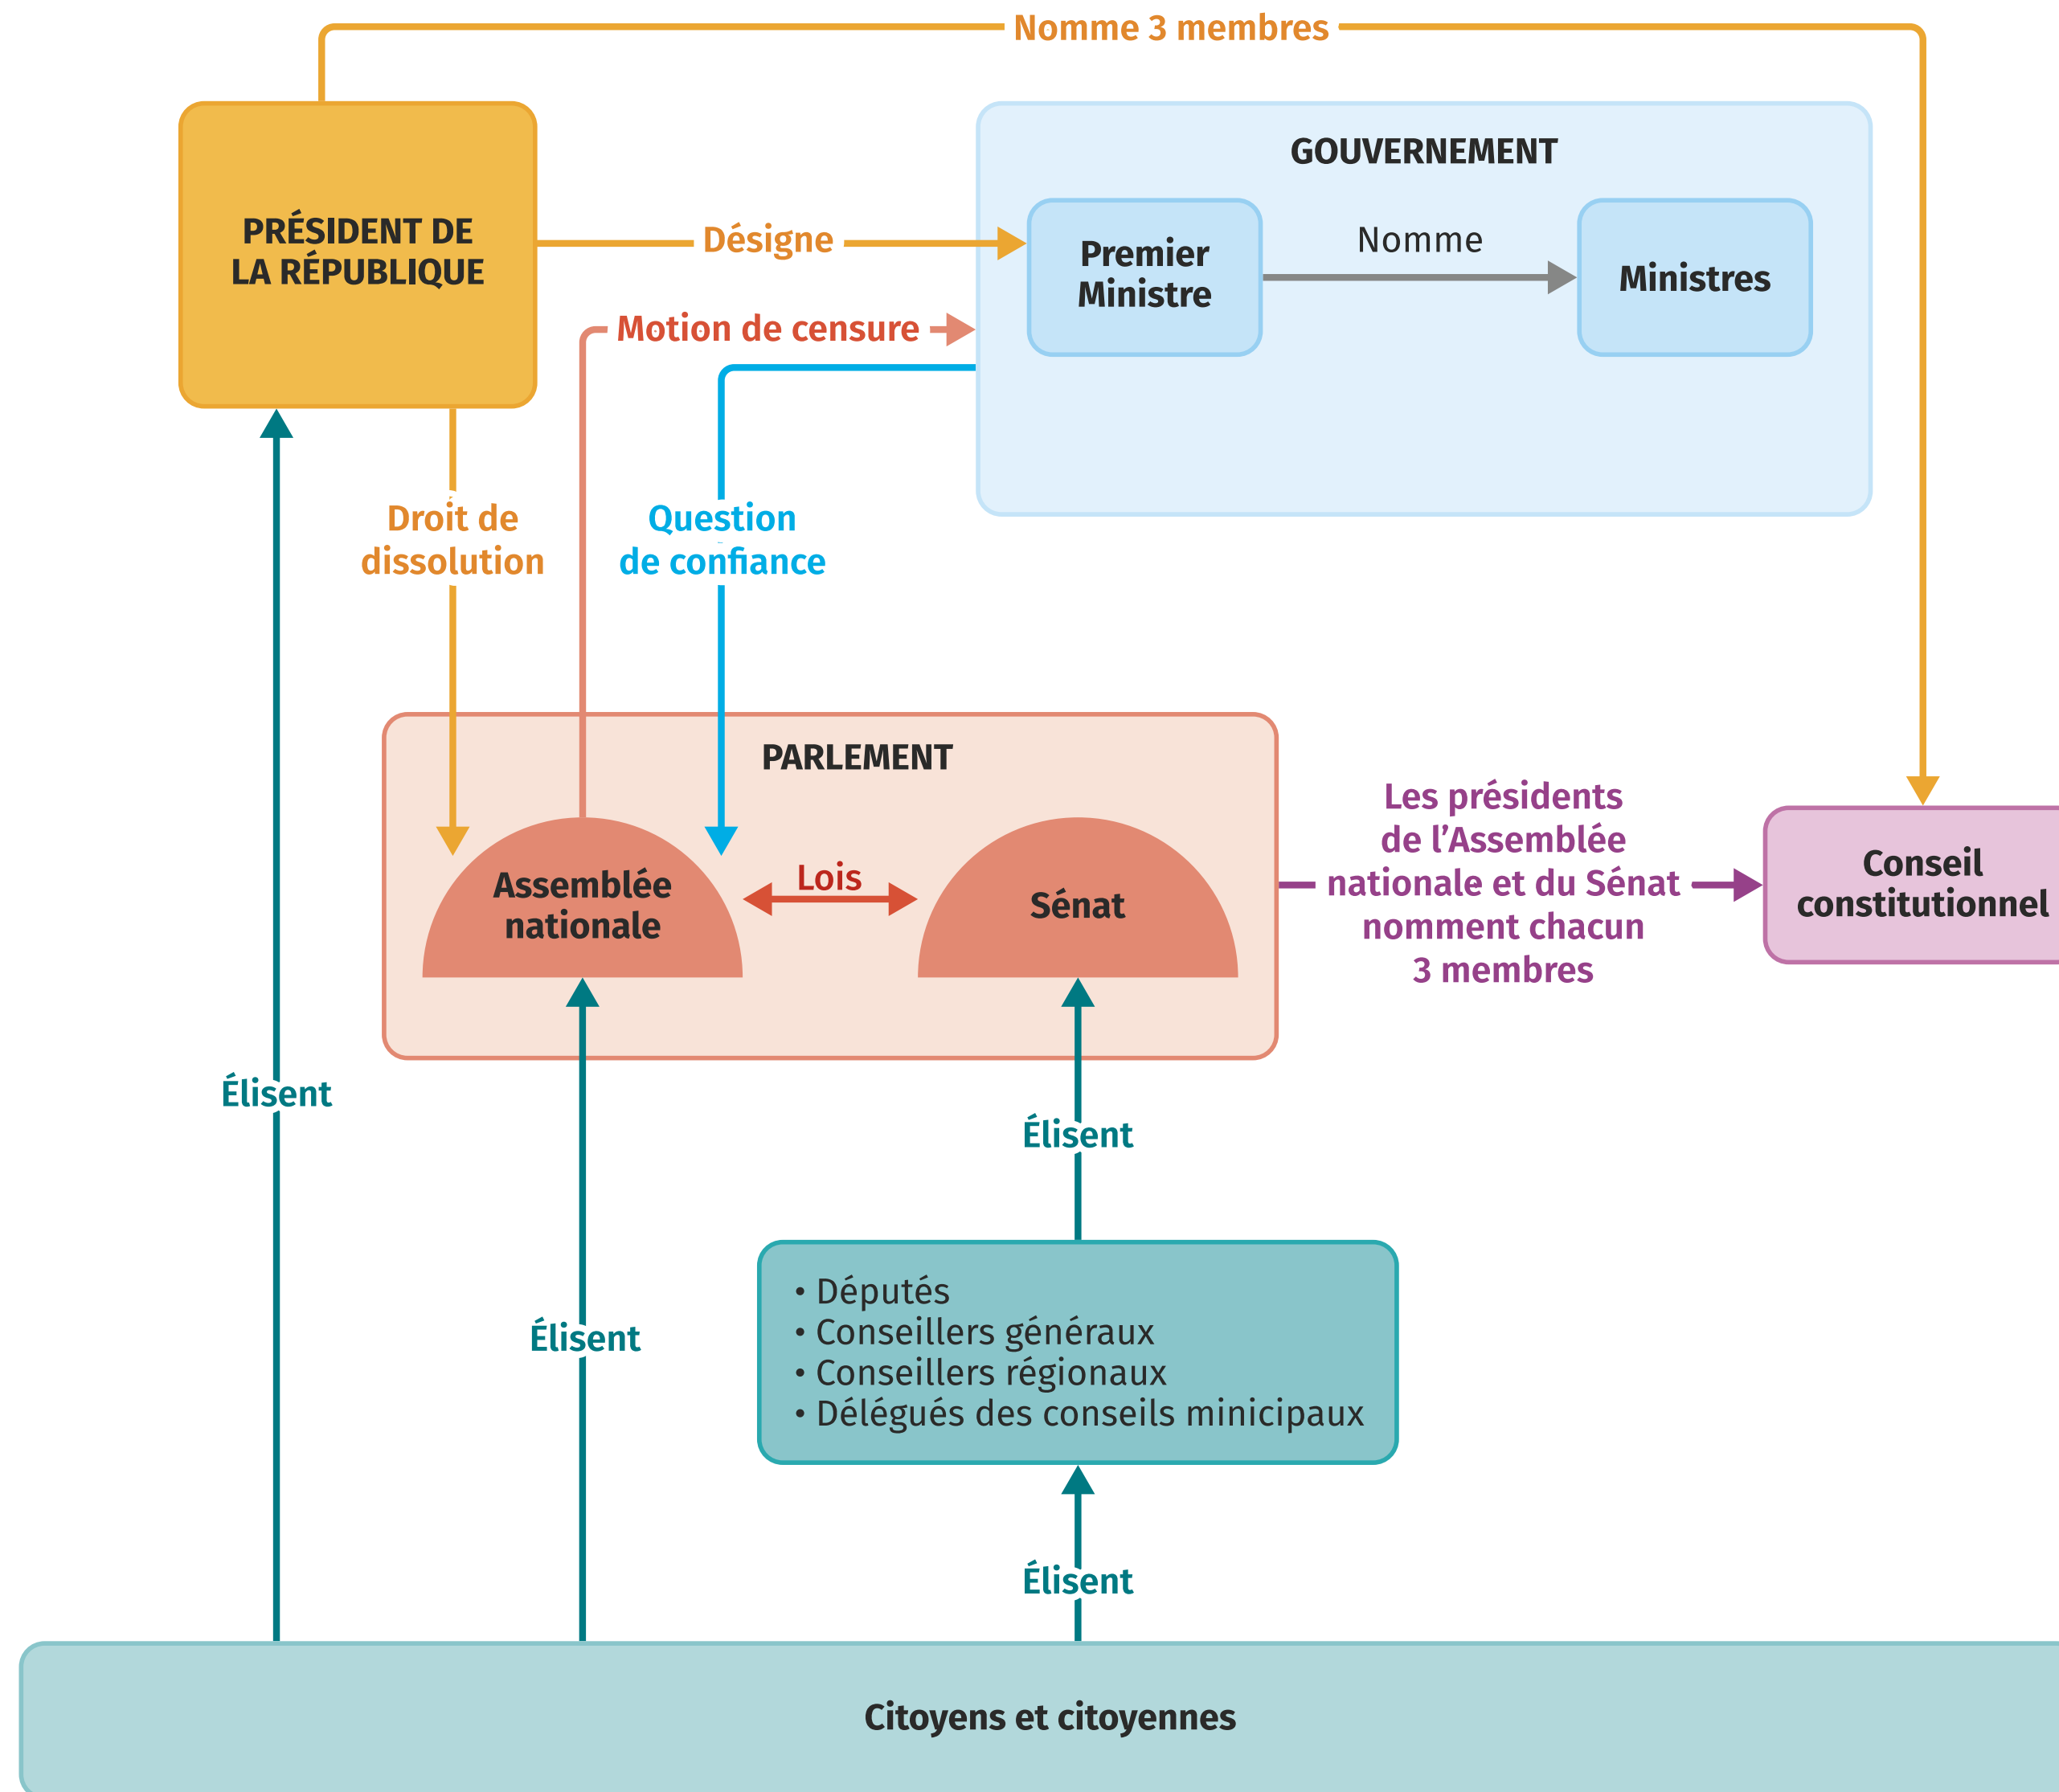 Nomme 3 membres
PRÉSIDENT DE
LA RÉPUBLIQUE
Désigne
GOUVERNEMENT
Premier
Ministre
Nomme
Ministres
Motion de censure
Droit de
dissolution
Question
de confiance
PARLEMENT
Assemblée
nationale
Lois
Sénat
Les présidents
de l’Assemblée
nationale et du Sénat
nomment chacun
3 membres
Conseil
constitutionnel
Élisent
Élisent
Élisent
• Députés
• Conseillers généraux
• Conseillers régionaux
• Délégués des conseils minicipaux
Élisent
Citoyens et citoyennes